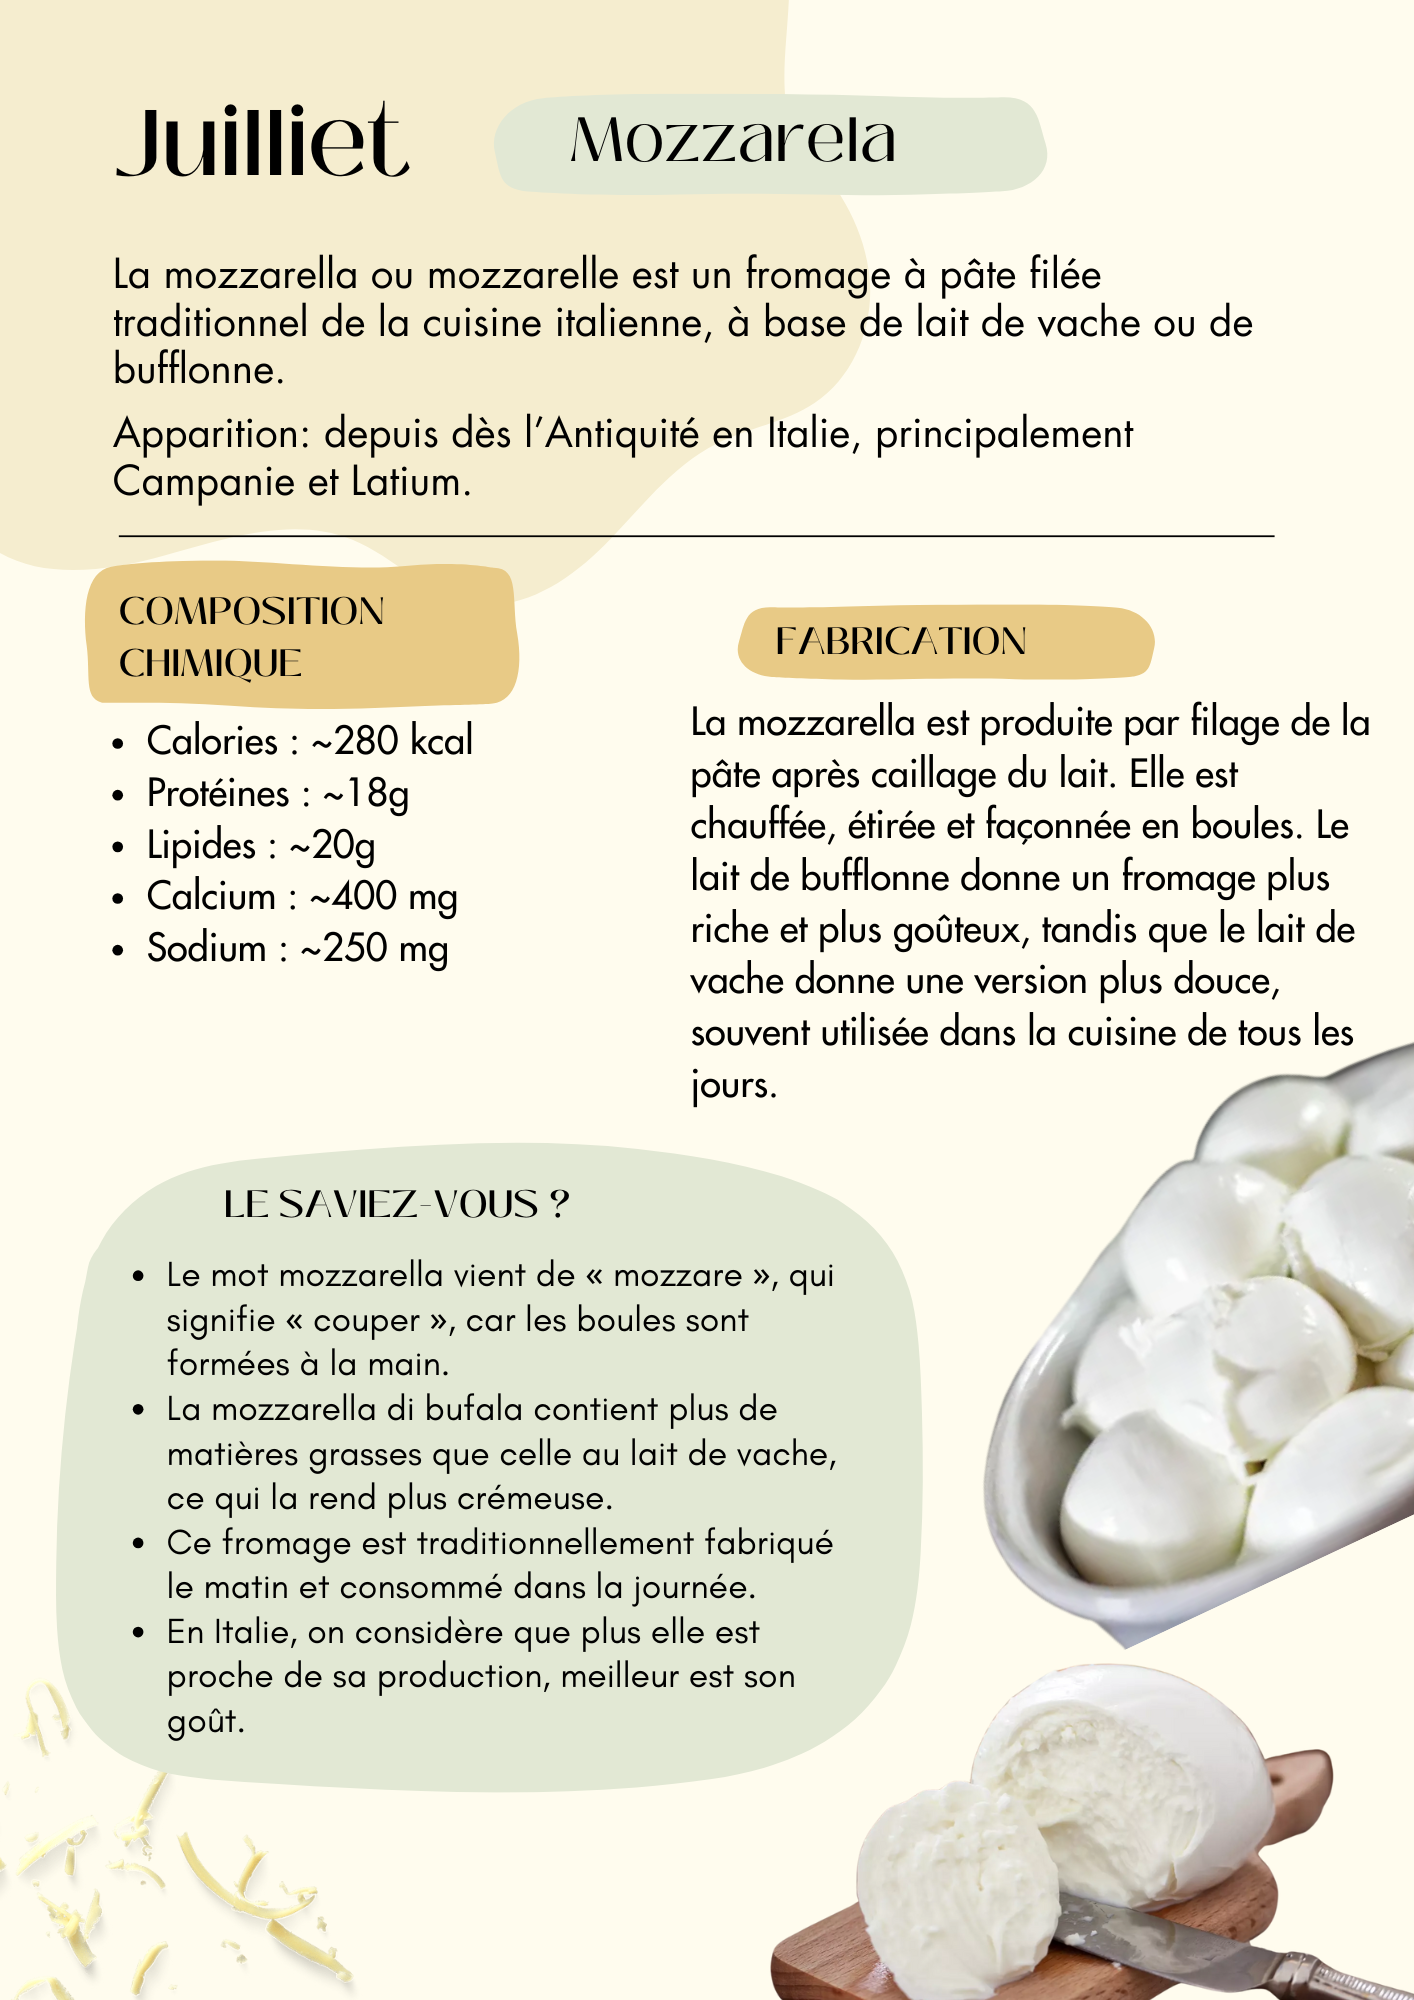 Juilliet
Mozzarela
La mozzarella ou mozzarelle est un fromage à pâte filée
traditionnel de la cuisine italienne, à base de lait de vache ou de
bufflonne.
Apparition: depuis dès l’Antiquité en Italie, principalement
Campanie et Latium.
COMPOSITION
CHIMIQUE
• Calories : ~280 kcal
• Protéines : ~18g
• Lipides : ~20g
• Calcium : ~400 mg
• Sodium : ~250 mg
FABRICATION
La mozzarella est produite par filage de la
pâte après caillage du lait. Elle est
chauffée, étirée et façonnée en boules. Le
lait de bufflonne donne un fromage plus
riche et plus goûteux, tandis que le lait de
vache donne une version plus douce,
souvent utilisée dans la cuisine de tous les
jours.
LE SAVIEZ-VOUS ?
• Le mot mozzarella vient de « mozzare », qui
signifie « couper », car les boules sont
formées à la main.
• La mozzarella di bufala contient plus de
matières grasses que celle au lait de vache,
ce qui la rend plus crémeuse.
• Ce fromage est traditionnellement fabriqué
le matin et consommé dans la journée.
• En Italie, on considère que plus elle est
proche de sa production, meilleur est son
goût.